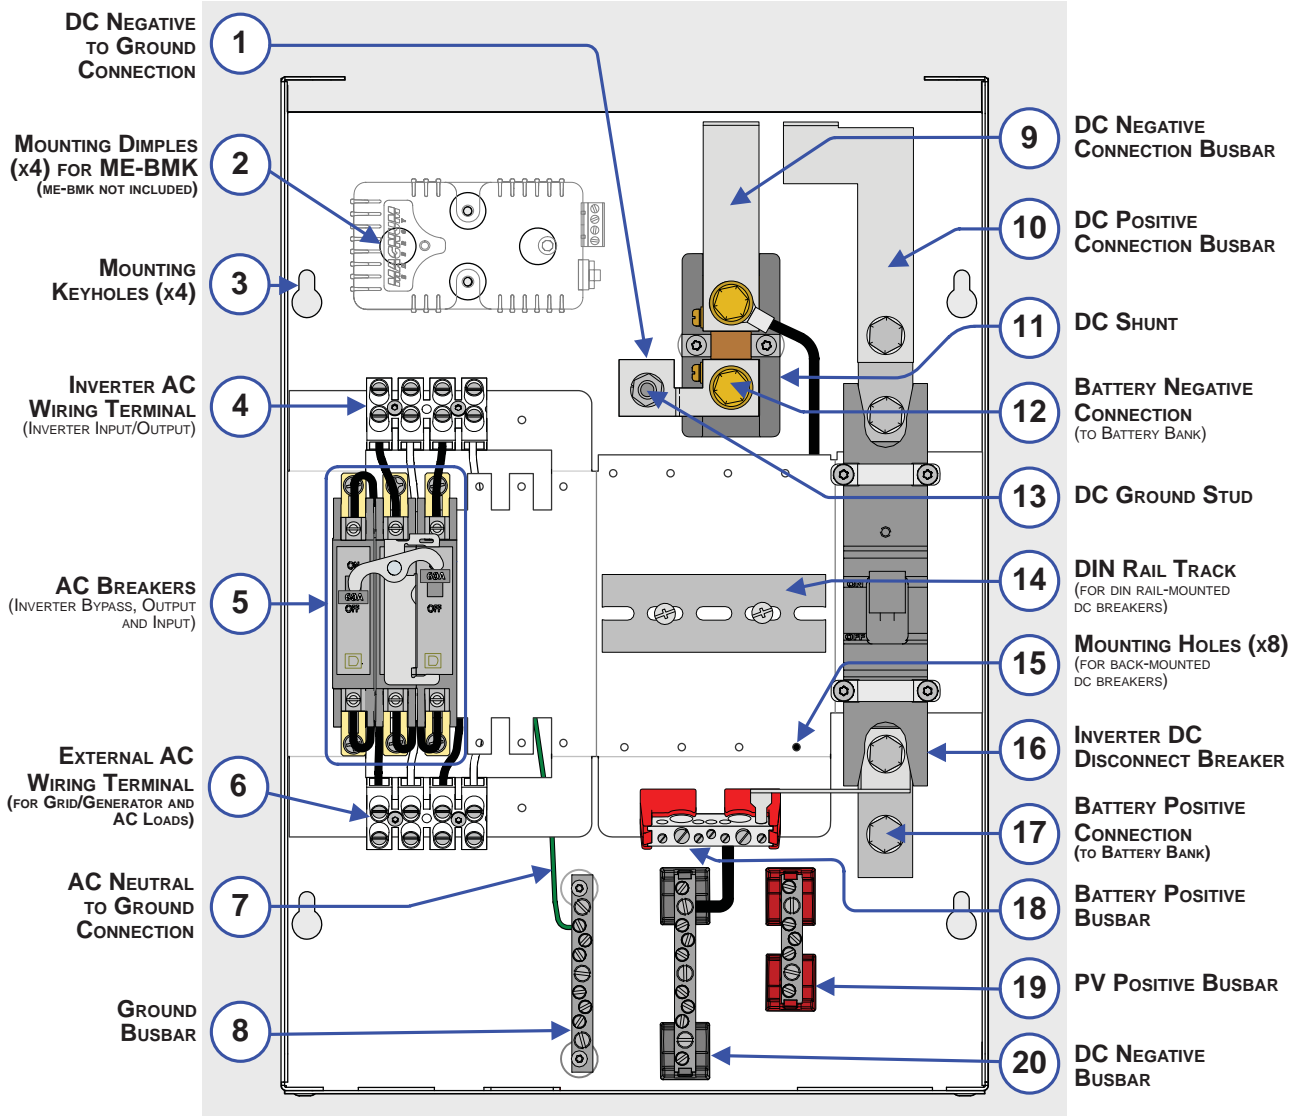 DC Negative
to Ground
Connection
1
Mounting Dimples
(x4) for ME-BMK
(me-bmk not included)
2
Mounting
Keyholes (x4)
3
Inverter AC
Wiring Terminal
(Inverter Input/Output)
4
AC Breakers
(Inverter Bypass, Output
and Input)
5
External AC
Wiring Terminal
(for Grid/Generator and
AC Loads)
6
AC Neutral
to Ground
Connection
7
Ground
Busbar
8
ON
60A
OFF
60A
OFF
OFF
9
DC Negative
Connection Busbar
10
DC Positive
Connection Busbar
11
DC Shunt
12
Battery Negative
Connection
(to Battery Bank)
13
DC Ground Stud
14
DIN Rail Track
(for din rail-mounted
dc breakers)
15
Mounting Holes (x8)
(for back-mounted
dc breakers)
16
Inverter DC
Disconnect Breaker
17
Battery Positive
Connection
(to Battery Bank)
18
Battery Positive
Busbar
19
PV Positive Busbar
20
DC Negative
Busbar